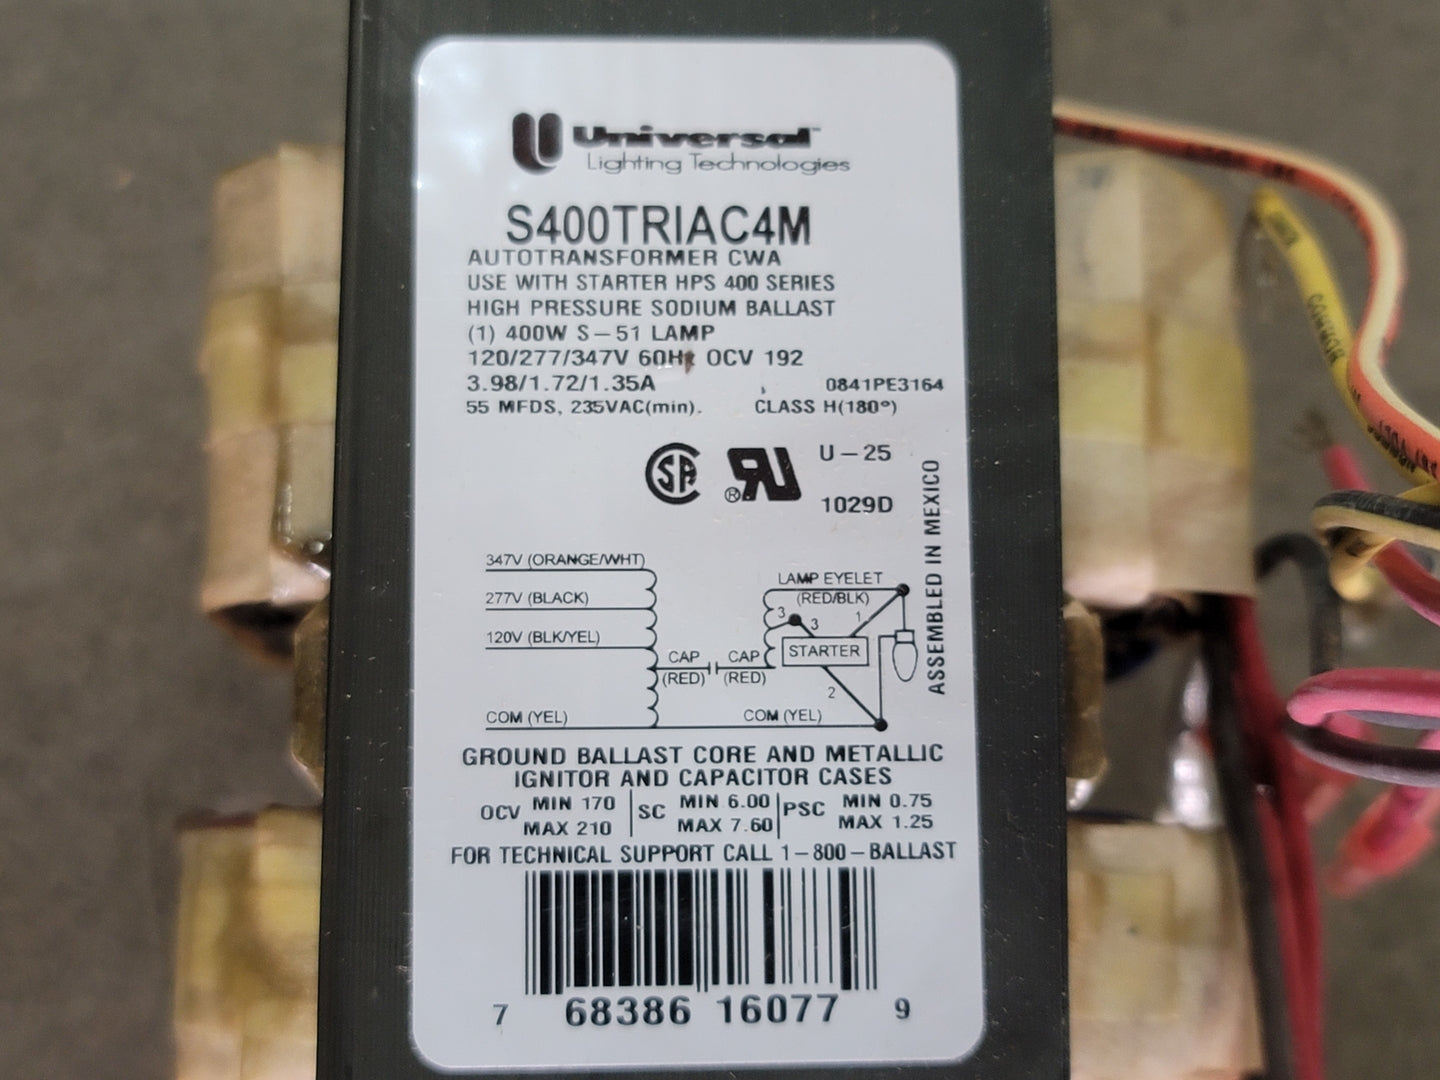 Universal™
Lighting Technologies
S400TRIAC4M
AUTOTRANSFORMER CWA
USE WITH STARTER HPS 400 SERIES
HIGH PRESSURE SODIUM BALLAST
(1) 400W S-51 LAMP
120/277/347V 60Hz OCV 192
3.98/1.72/1.35A 0841PE3164
55 MFDS, 235VAC(min). CLASS H(180°)
SA
®
U-25
1029D
ASSEMBLED IN MEXICO
347V (ORANGE/WHT)
277V (BLACK)
120V (BLK/YEL)
COM (YEL)
CAP
(RED)
CAP
(RED)
LAMP EYELET
(RED/BLK)
3
3
1
STARTER
2
COM (YEL)
GROUND BALLAST CORE AND METALLIC
IGNITOR AND CAPACITOR CASES
OCV MIN 170
MAX 210
SC MIN 6.00
MAX 7.60
PSC MIN 0.75
MAX 1.25
FOR TECHNICAL SUPPORT CALL 1-800-BALLAST
7 68386 16077 9